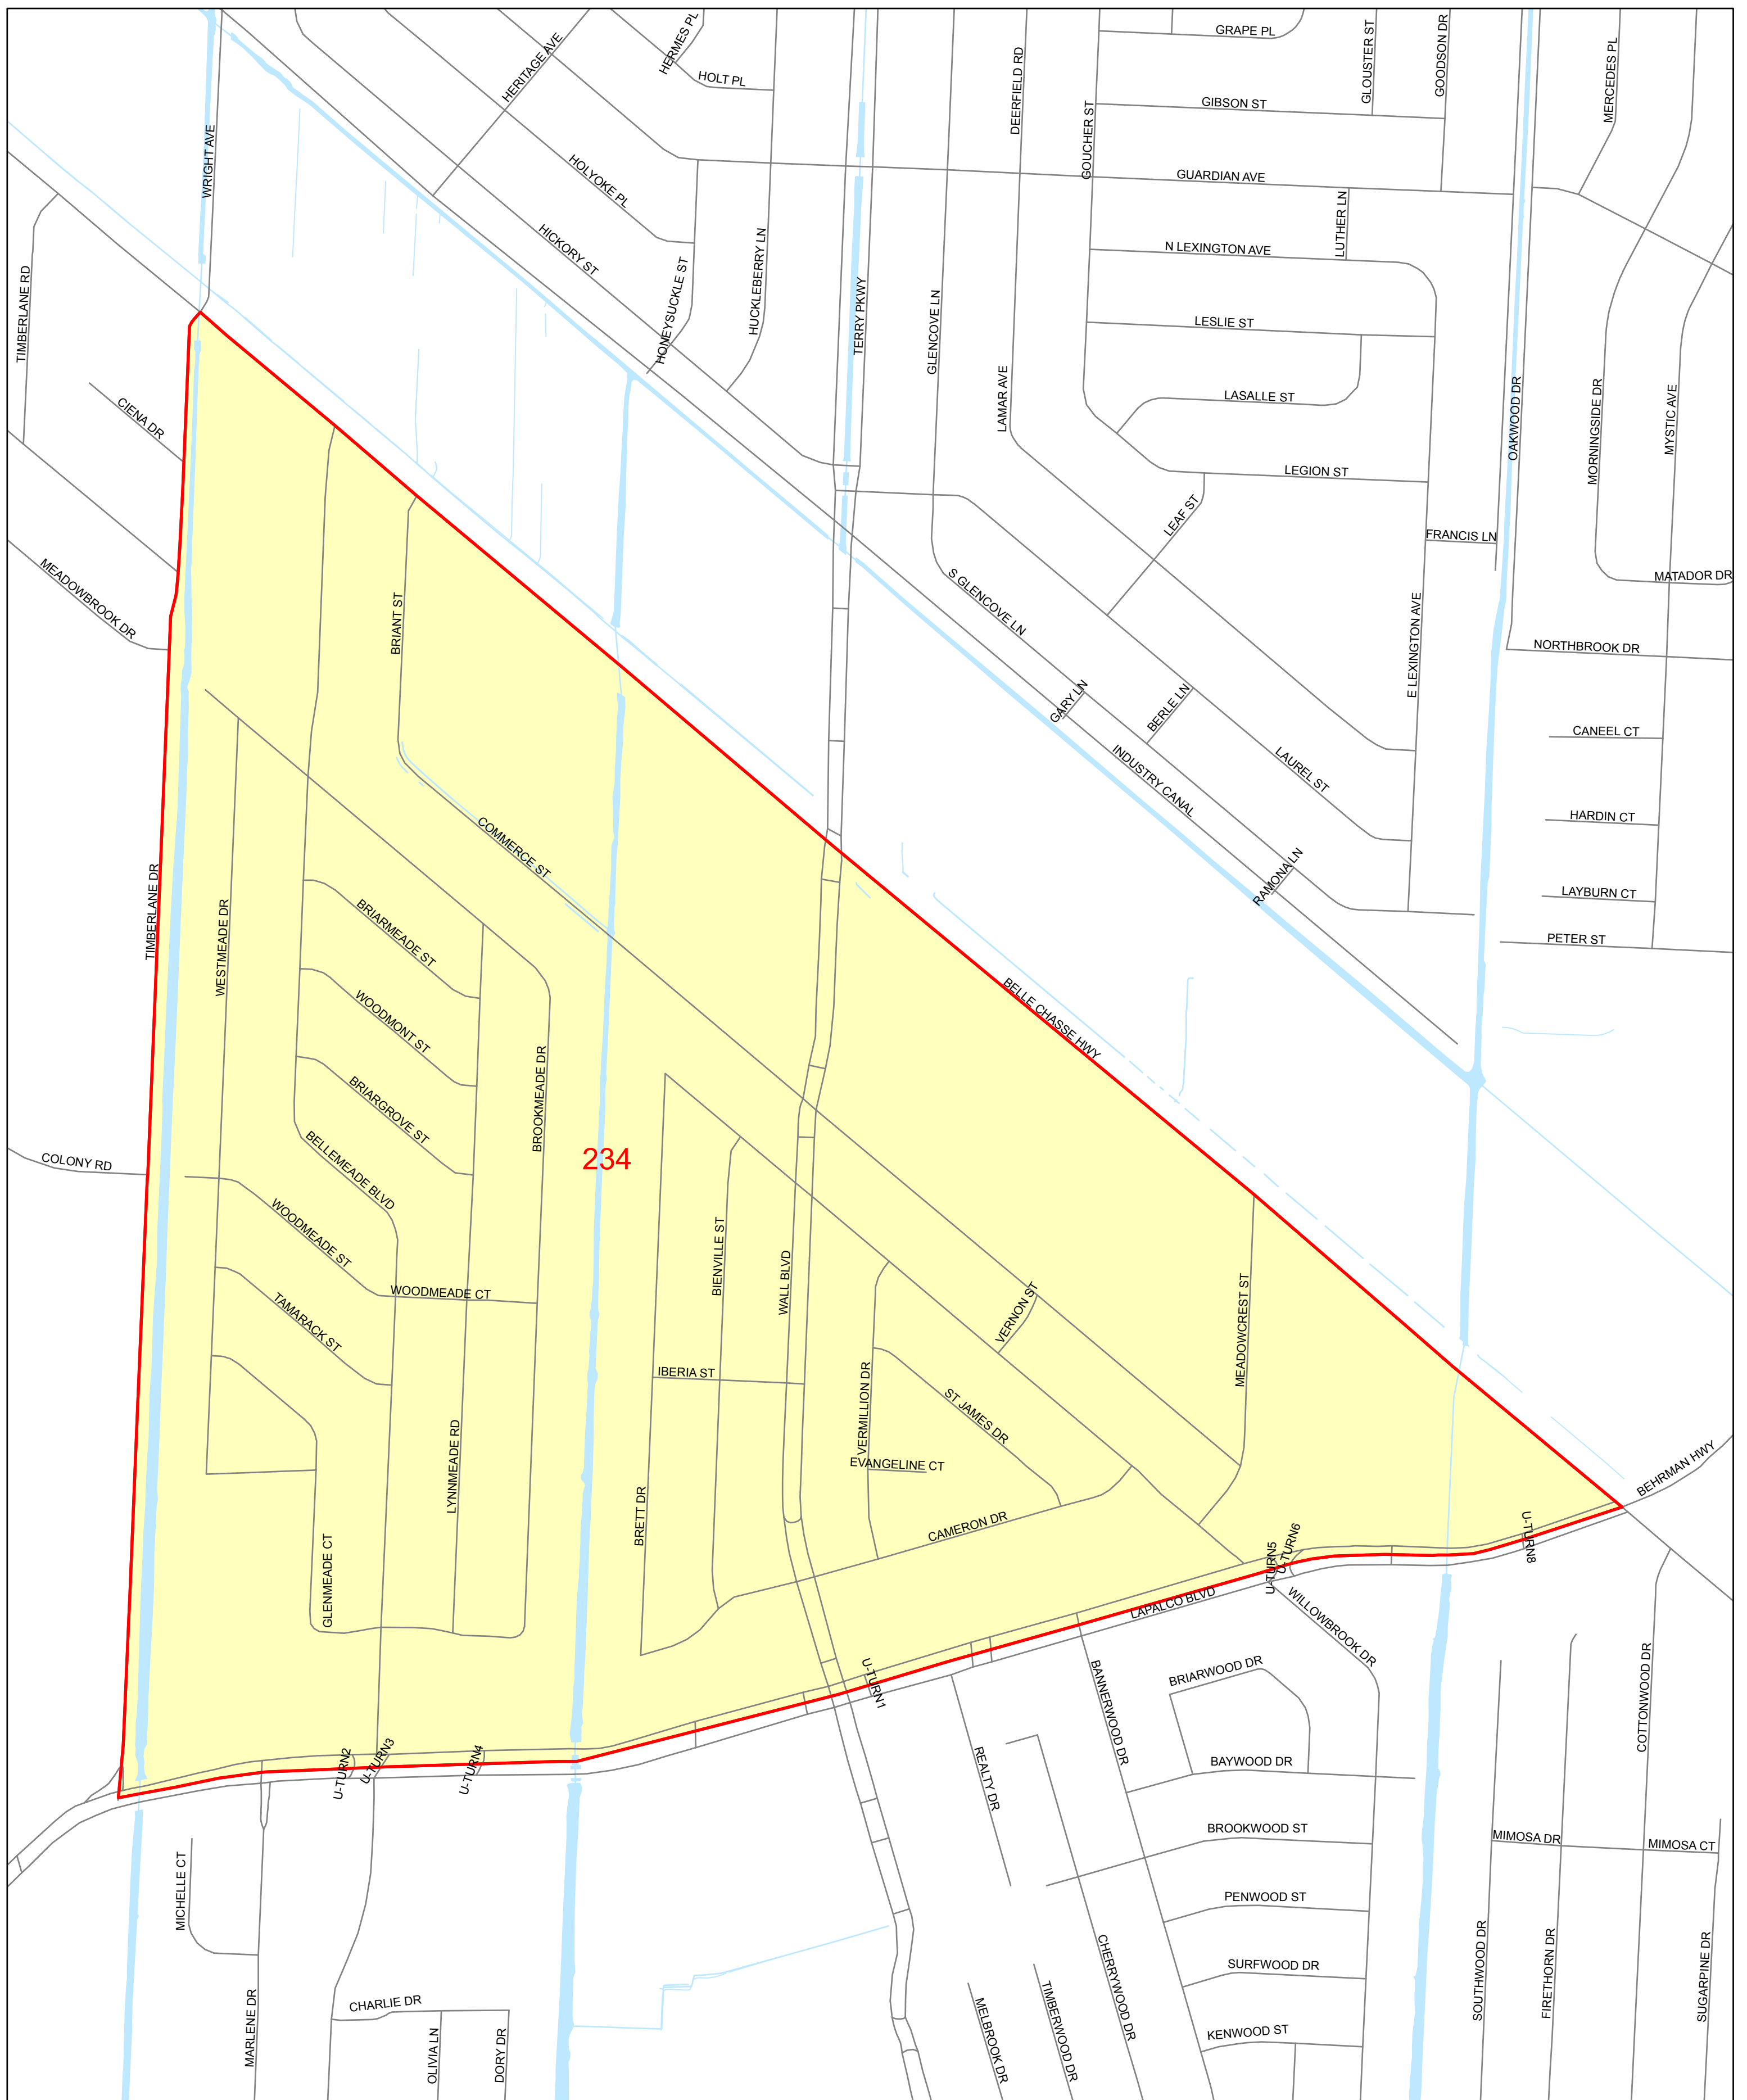 GRAPE PL
HERMES PL
GLOUSTER ST
GOODSON DR
MERCEDES PL
HERITAGE AVE
HOLT PL
DEERFIELD RD
GIBSON ST
GOUCHER ST
WRIGHT AVE
HOLYOKE PL
GUARDIAN AVE
LUTHER LN
HICKORY ST
N LEXINGTON AVE
HUCKLEBERRY LN
HONEYSUCKLE ST
TERRY PKWY
GLENCOVE LN
TIMBERLANE RD
LESLIE ST
LASALLE ST
LAMAR AVE
OAKWOOD DR
MORNINGSIDE DR
MYSTIC AVE
CIENA DR
LEGION ST
LEAF ST
FRANCIS LN
MATADOR DR
MEADOWBROOK DR
S GLENCOVE LN
BRIANT ST
E LEXINGTON AVE
NORTHBROOK DR
GARY LN
BERLE LN
CANEEL CT
INDUSTRY CANAL
LAUREL ST
HARDIN CT
COMMERCE ST
RAMONA LN
LAYBURN CT
TIMBERLANE DR
WESTMEADE DR
BRIARMEADE ST
PETER ST
WOODMONT ST
BELLE CHASSE HWY
BROOKMEADE DR
BRIARGROVE ST
234
COLONY RD
BELLEMEADE BLVD
WOODMEADE ST
BIENVILLE ST
WALL BLVD
WOODMEADE CT
VERNON ST
MEADOWCREST ST
TAMARACK ST
IBERIA ST
VERMILLION DR
ST JAMES DR
LYNNMEADE RD
EVANGELINE CT
BEHRMAN HWY
BRETT DR
CAMERON DR
U-TURN8
U-TURN5
U-TURN6
GLENMEADE CT
LAPALCO BLVD
WILLOWBROOK DR
U-TURN1
BANNERWOOD DR
BRIARWOOD DR
COTTONWOOD DR
U-TURN2
U-TURN3
U-TURN4
REALTY DR
BAYWOOD DR
BROOKWOOD ST
MIMOSA DR
MIMOSA CT
MICHELLE CT
PENWOOD ST
CHERRYWOOD DR
SURFWOOD DR
SOUTHWOOD DR
FIRETHORN DR
SUGARPINE DR
MARLENE DR
CHARLIE DR
OLIVIA LN
DORY DR
MELBROOK DR
TIMBERWOOD DR
KENWOOD ST